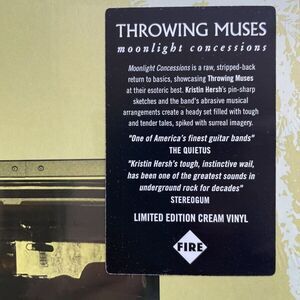 THROWING MUSES
moonlight concessions
Moonlight Concessions is a raw, stripped-back
return to basics, showcasing Throwing Muses
at their esoteric best. Kristin Hersh's pin-sharp
sketches and the band's abrasive musical
arrangements create a heady set filled with tough
and tender tales, spiked with surreal imagery.
"One of America's finest guitar bands"
THE QUIETUS
"Kristin Hersh's tough, instinctive wail,
has been one of the greatest sounds in
underground rock for decades"
STEREOGUM
LIMITED EDITION CREAM VINYL
FIRE